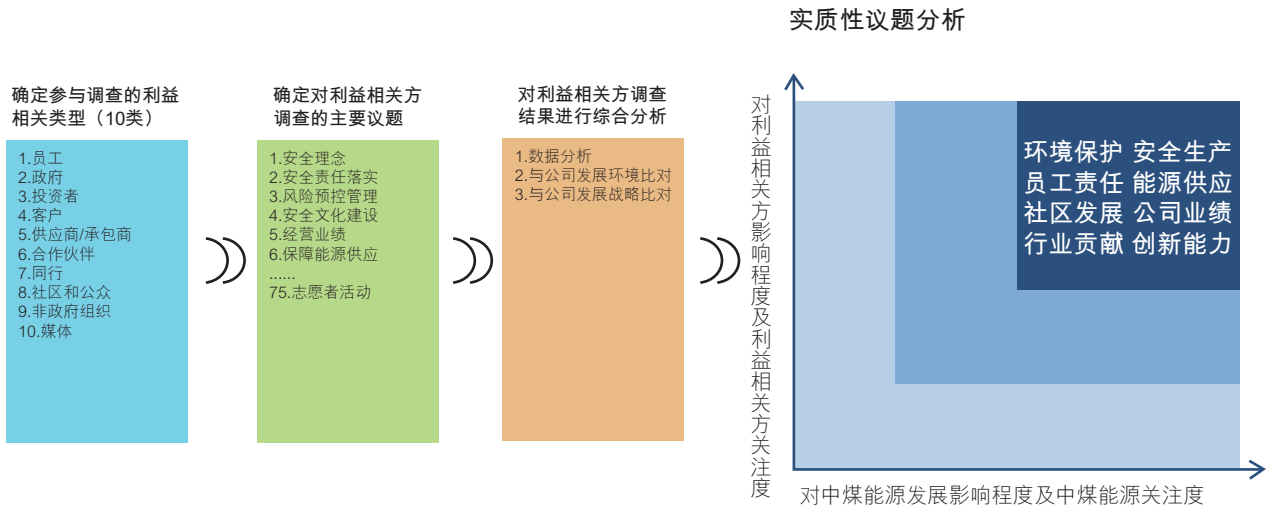 实质性议题分析
确定参与调查的利益
相关类型（10类）
1.员工
2.政府
3.投资者
4.客户
5.供应商/承包商
6.合作伙伴
7.同行
8.社区和公众
9.非政府组织
10.媒体
确定对利益相关方
调查的主要议题
1.安全理念
2.安全责任落实
3.风险预控管理
4.安全文化建设
5.经营业绩
6.保障能源供应
......
75.志愿者活动
对利益相关方调查
结果进行综合分析
1.数据分析
2.与公司发展环境比对
3.与公司发展战略比对
对利益相关方影响程度及利益相关方关注度
环境保护 安全生产
员工责任 能源供应
社区发展 公司业绩
行业贡献 创新能力
对中煤能源发展影响程度及中煤能源关注度